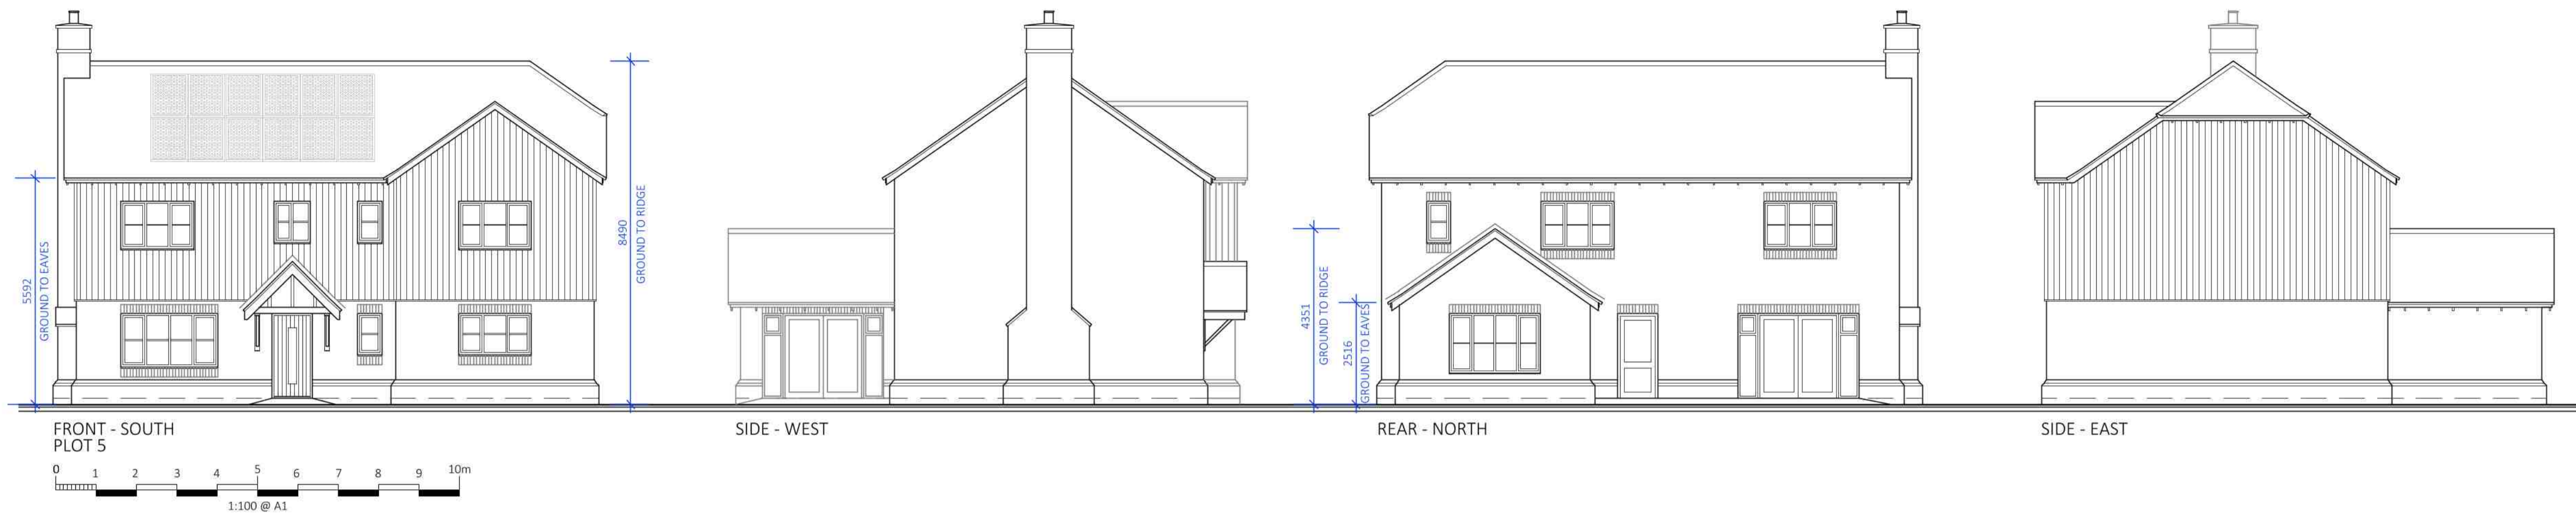 5592
GROUND TO EAVES
8490
GROUND TO RIDGE
4351
GROUND TO RIDGE
2516
GROUND TO EAVES
FRONT - SOUTH
PLOT 5
SIDE - WEST
REAR - NORTH
SIDE - EAST
0 1 2 3 4 5 6 7 8 9 10m
1:100 @ A1